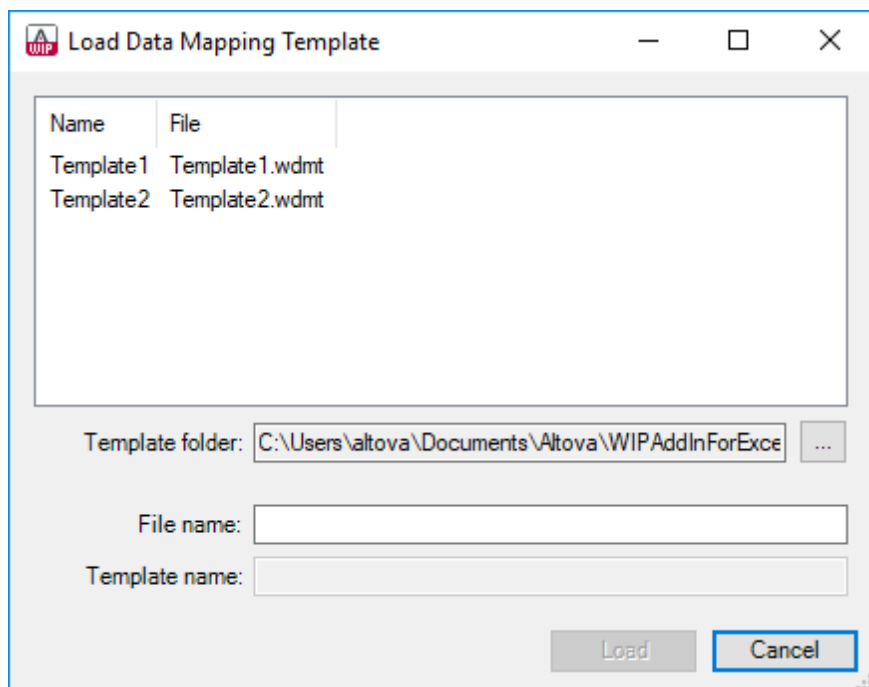 WIP Load Data Mapping Template
Name File
Template1 Template1.wdmt
Template2 Template2.wdmt
Template folder: C:\Users\altova\Documents\Altova\WIPAddInForExce ...
File name:
Template name:
Load Cancel